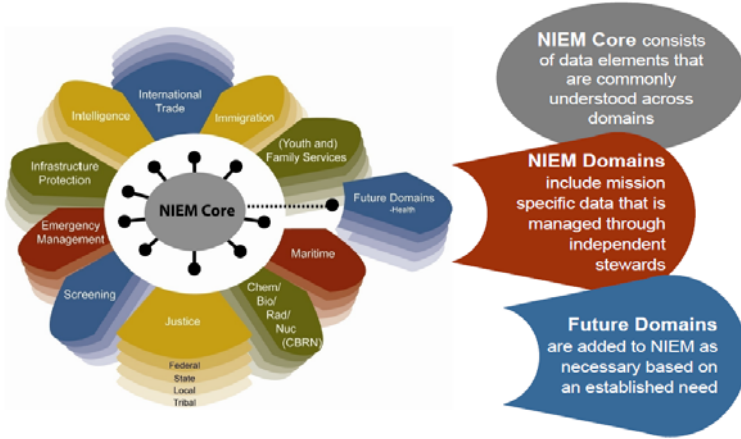 International
Trade
Intelligence
Immigration
(Youth and)
Family Services
Infrastructure
Protection
Future Domains
-Health
NIEM Core
Emergency
Management
Maritime
Screening
Chem/
Bio/
Rad/
Nuc
(CBRN)
Justice
Federal
State
Local
Tribal
NIEM Core consists
of data elements that
are commonly
understood across
domains
NIEM Domains
include mission
specific data that is
managed through
independent
stewards
Future Domains
are added to NIEM as
necessary based on
an established need